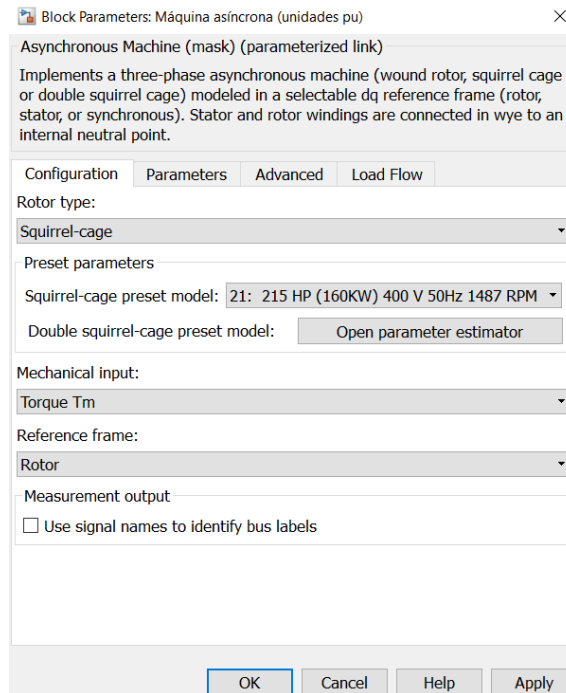 Block Parameters: Máquina asíncrona (unidades pu)
Asynchronous Machine (mask) (parameterized link)
Implements a three-phase asynchronous machine (wound rotor, squirrel cage
or double squirrel cage) modeled in a selectable dq reference frame (rotor,
stator, or synchronous). Stator and rotor windings are connected in wye to an
internal neutral point.
Configuration Parameters Advanced Load Flow
Rotor type:
Squirrel-cage
Preset parameters
Squirrel-cage preset model: 21: 215 HP (160KW) 400 V 50Hz 1487 RPM
Double squirrel-cage preset model: Open parameter estimator
Mechanical input:
Torque Tm
Reference frame:
Rotor
Measurement output
Use signal names to identify bus labels
OK Cancel Help Apply